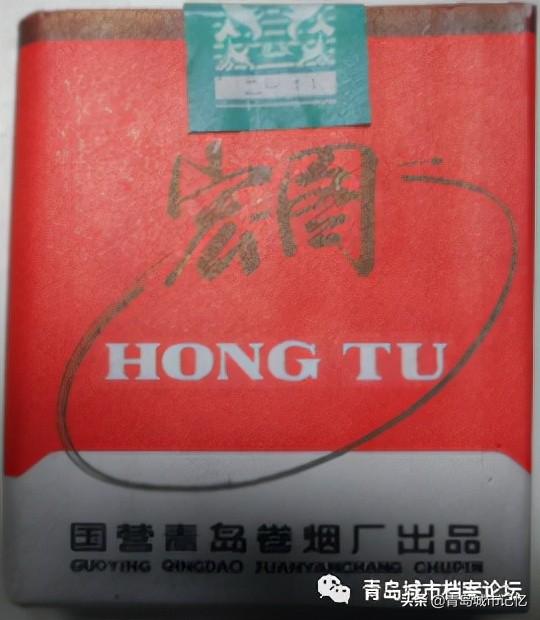 宏图
HONG TU
国营青岛卷烟厂出品
GUOYING QINGDAO JUANYANCHANG CHUPIN
青岛城市档案论坛
头条@青岛城市记忆